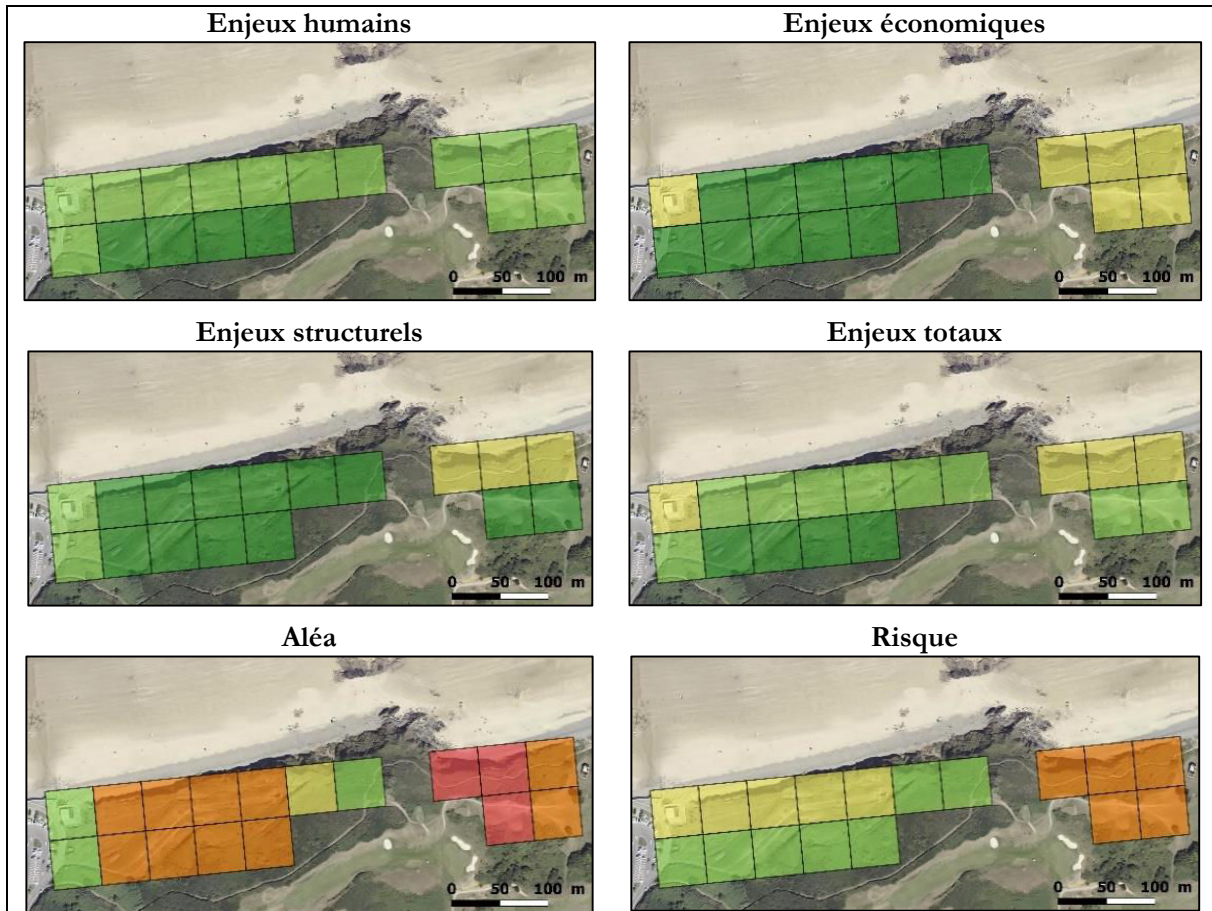 Enjeux humains
Enjeux économiques
0 50 100 m
0 50 100 m
Enjeux structurels
Enjeux totaux
0 50 100 m
0 50 100 m
Aléa
Risque
0 50 100 m
0 50 100 m